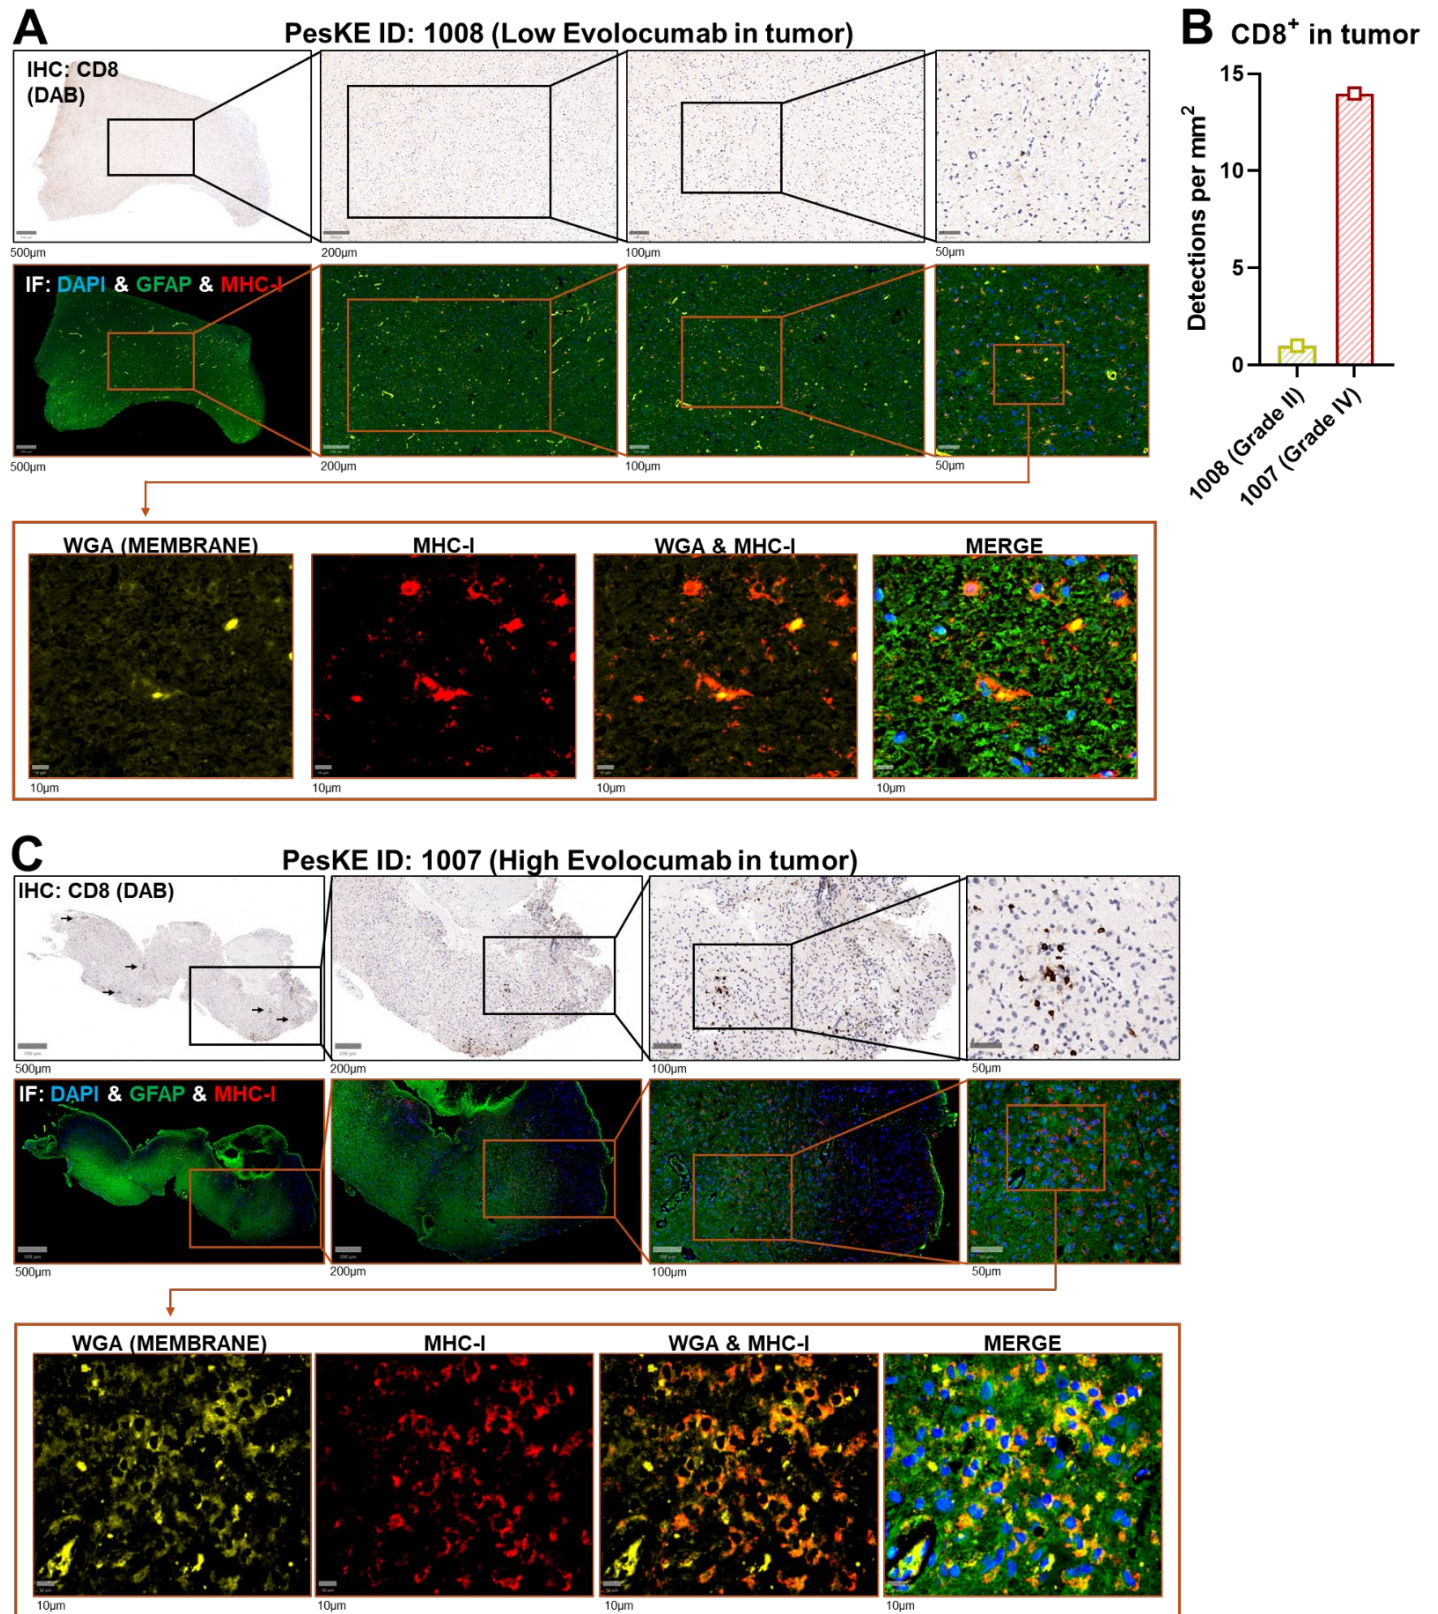 A
PesKE ID: 1008 (Low Evolocumab in tumor)
IHC: CD8
(DAB)
500µm
200µm
100µm
50µm
IF: DAPI & GFAP & MHC-I
500µm
200µm
100µm
50µm
WGA (MEMBRANE)
MHC-I
WGA & MHC-I
MERGE
10µm
10µm
10µm
10µm
B
CD8+ in tumor
Detections per mm2
15
10
5
0
1008 (Grade II)
1007 (Grade IV)
C
PesKE ID: 1007 (High Evolocumab in tumor)
IHC: CD8 (DAB)
500µm
200µm
100µm
50µm
IF: DAPI & GFAP & MHC-I
500µm
200µm
100µm
50µm
WGA (MEMBRANE)
MHC-I
WGA & MHC-I
MERGE
10µm
10µm
10µm
10µm